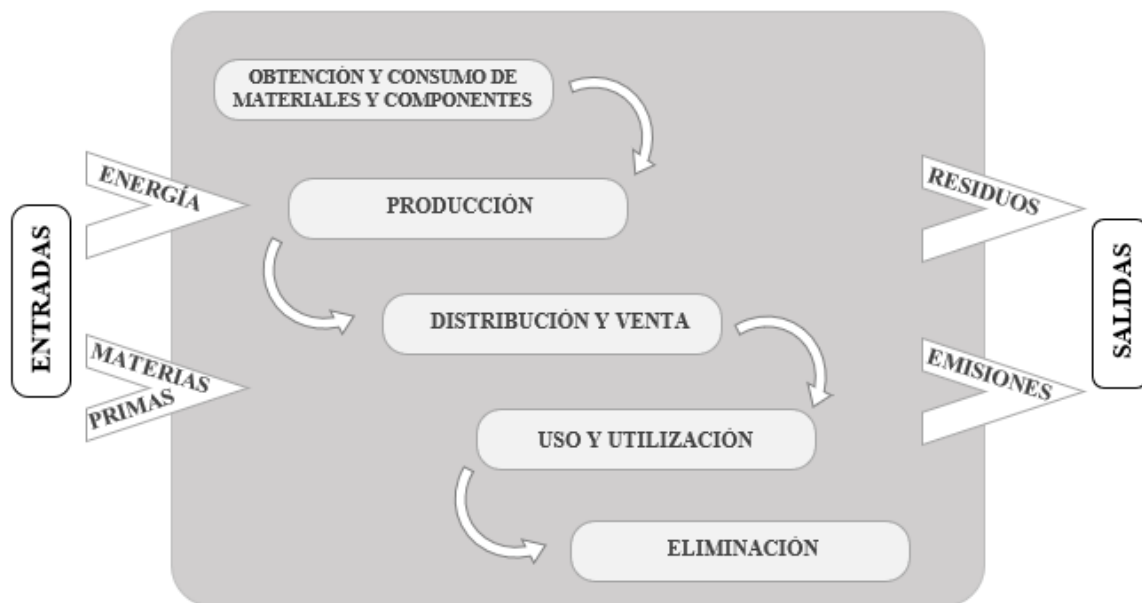 OBTENCIÓN Y CONSUMO DE
MATERIALES Y COMPONENTES
ENERGÍA
PRODUCCIÓN
RESIDUOS
ENTRADAS
SALIDAS
DISTRIBUCIÓN Y VENTA
MATERIAS
PRIMAS
EMISIONES
USO Y UTILIZACIÓN
ELIMINACIÓN